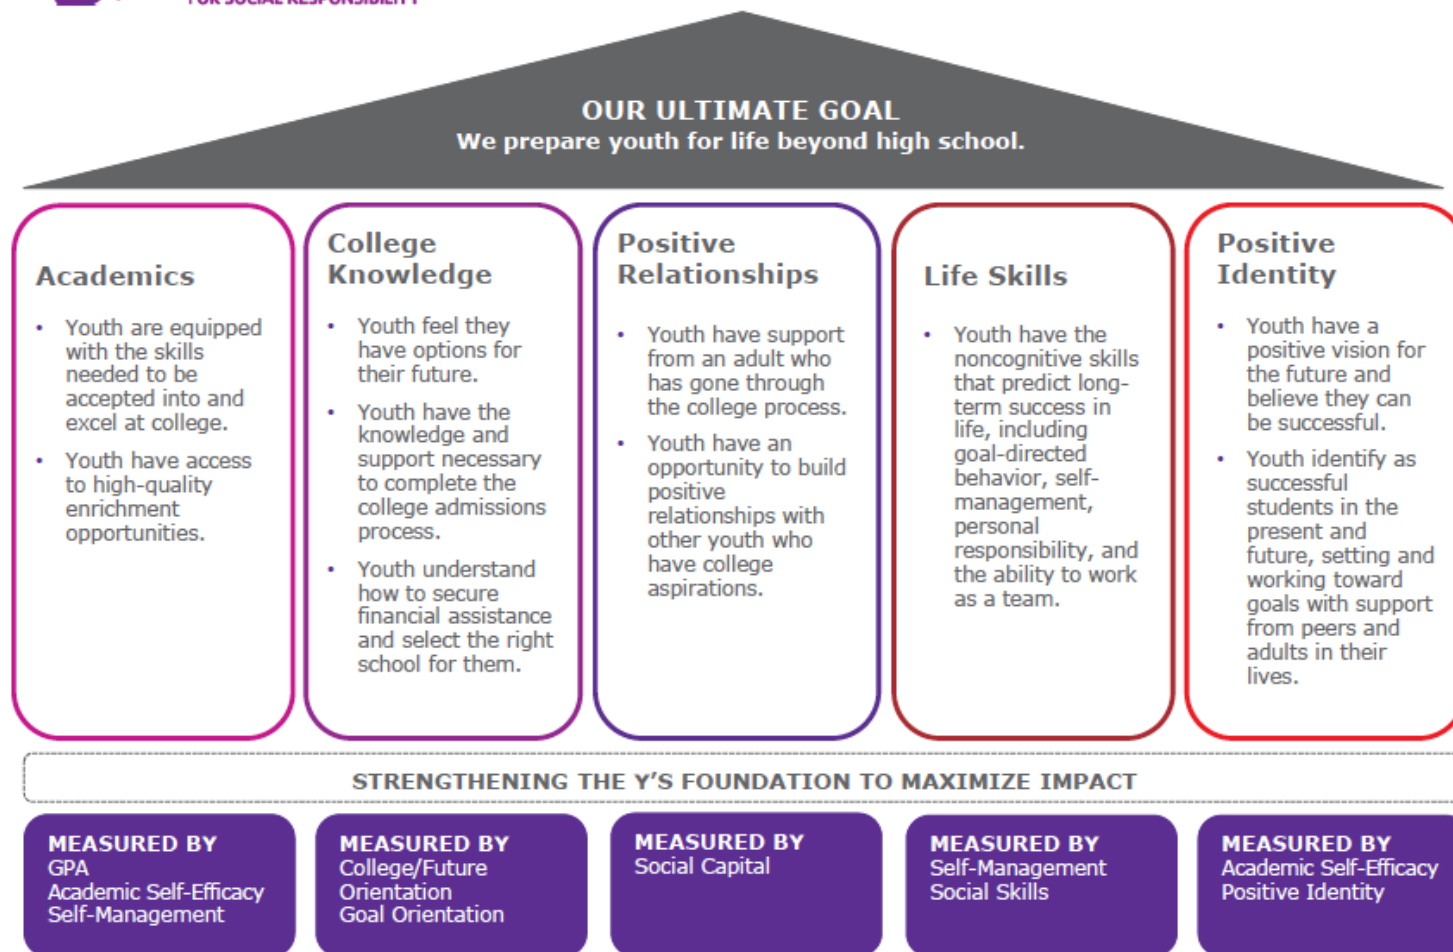 FOR SOCIAL RESPONSIBILITY
OUR ULTIMATE GOAL
We prepare youth for life beyond high school.
Academics
• Youth are equipped
with the skills
needed to be
accepted into and
excel at college.
• Youth have access
to high-quality
enrichment
opportunities.
College
Knowledge
• Youth feel they
have options for
their future.
• Youth have the
knowledge and
support necessary
to complete the
college admissions
process.
• Youth understand
how to secure
financial assistance
and select the right
school for them.
Positive
Relationships
• Youth have support
from an adult who
has gone through
the college process.
• Youth have an
opportunity to build
positive
relationships with
other youth who
have college
aspirations.
Life Skills
• Youth have the
noncognitive skills
that predict long-
term success in
life, including
goal-directed
behavior, self-
management,
personal
responsibility, and
the ability to work
as a team.
Positive
Identity
• Youth have a
positive vision for
the future and
believe they can
be successful.
• Youth identify as
successful
students in the
present and
future, setting and
working toward
goals with support
from peers and
adults in their
lives.
STRENGTHENING THE Y'S FOUNDATION TO MAXIMIZE IMPACT
MEASURED BY
GPA
Academic Self-Efficacy
Self-Management
MEASURED BY
College/Future
Orientation
Goal Orientation
MEASURED BY
Social Capital
MEASURED BY
Self-Management
Social Skills
MEASURED BY
Academic Self-Efficacy
Positive Identity